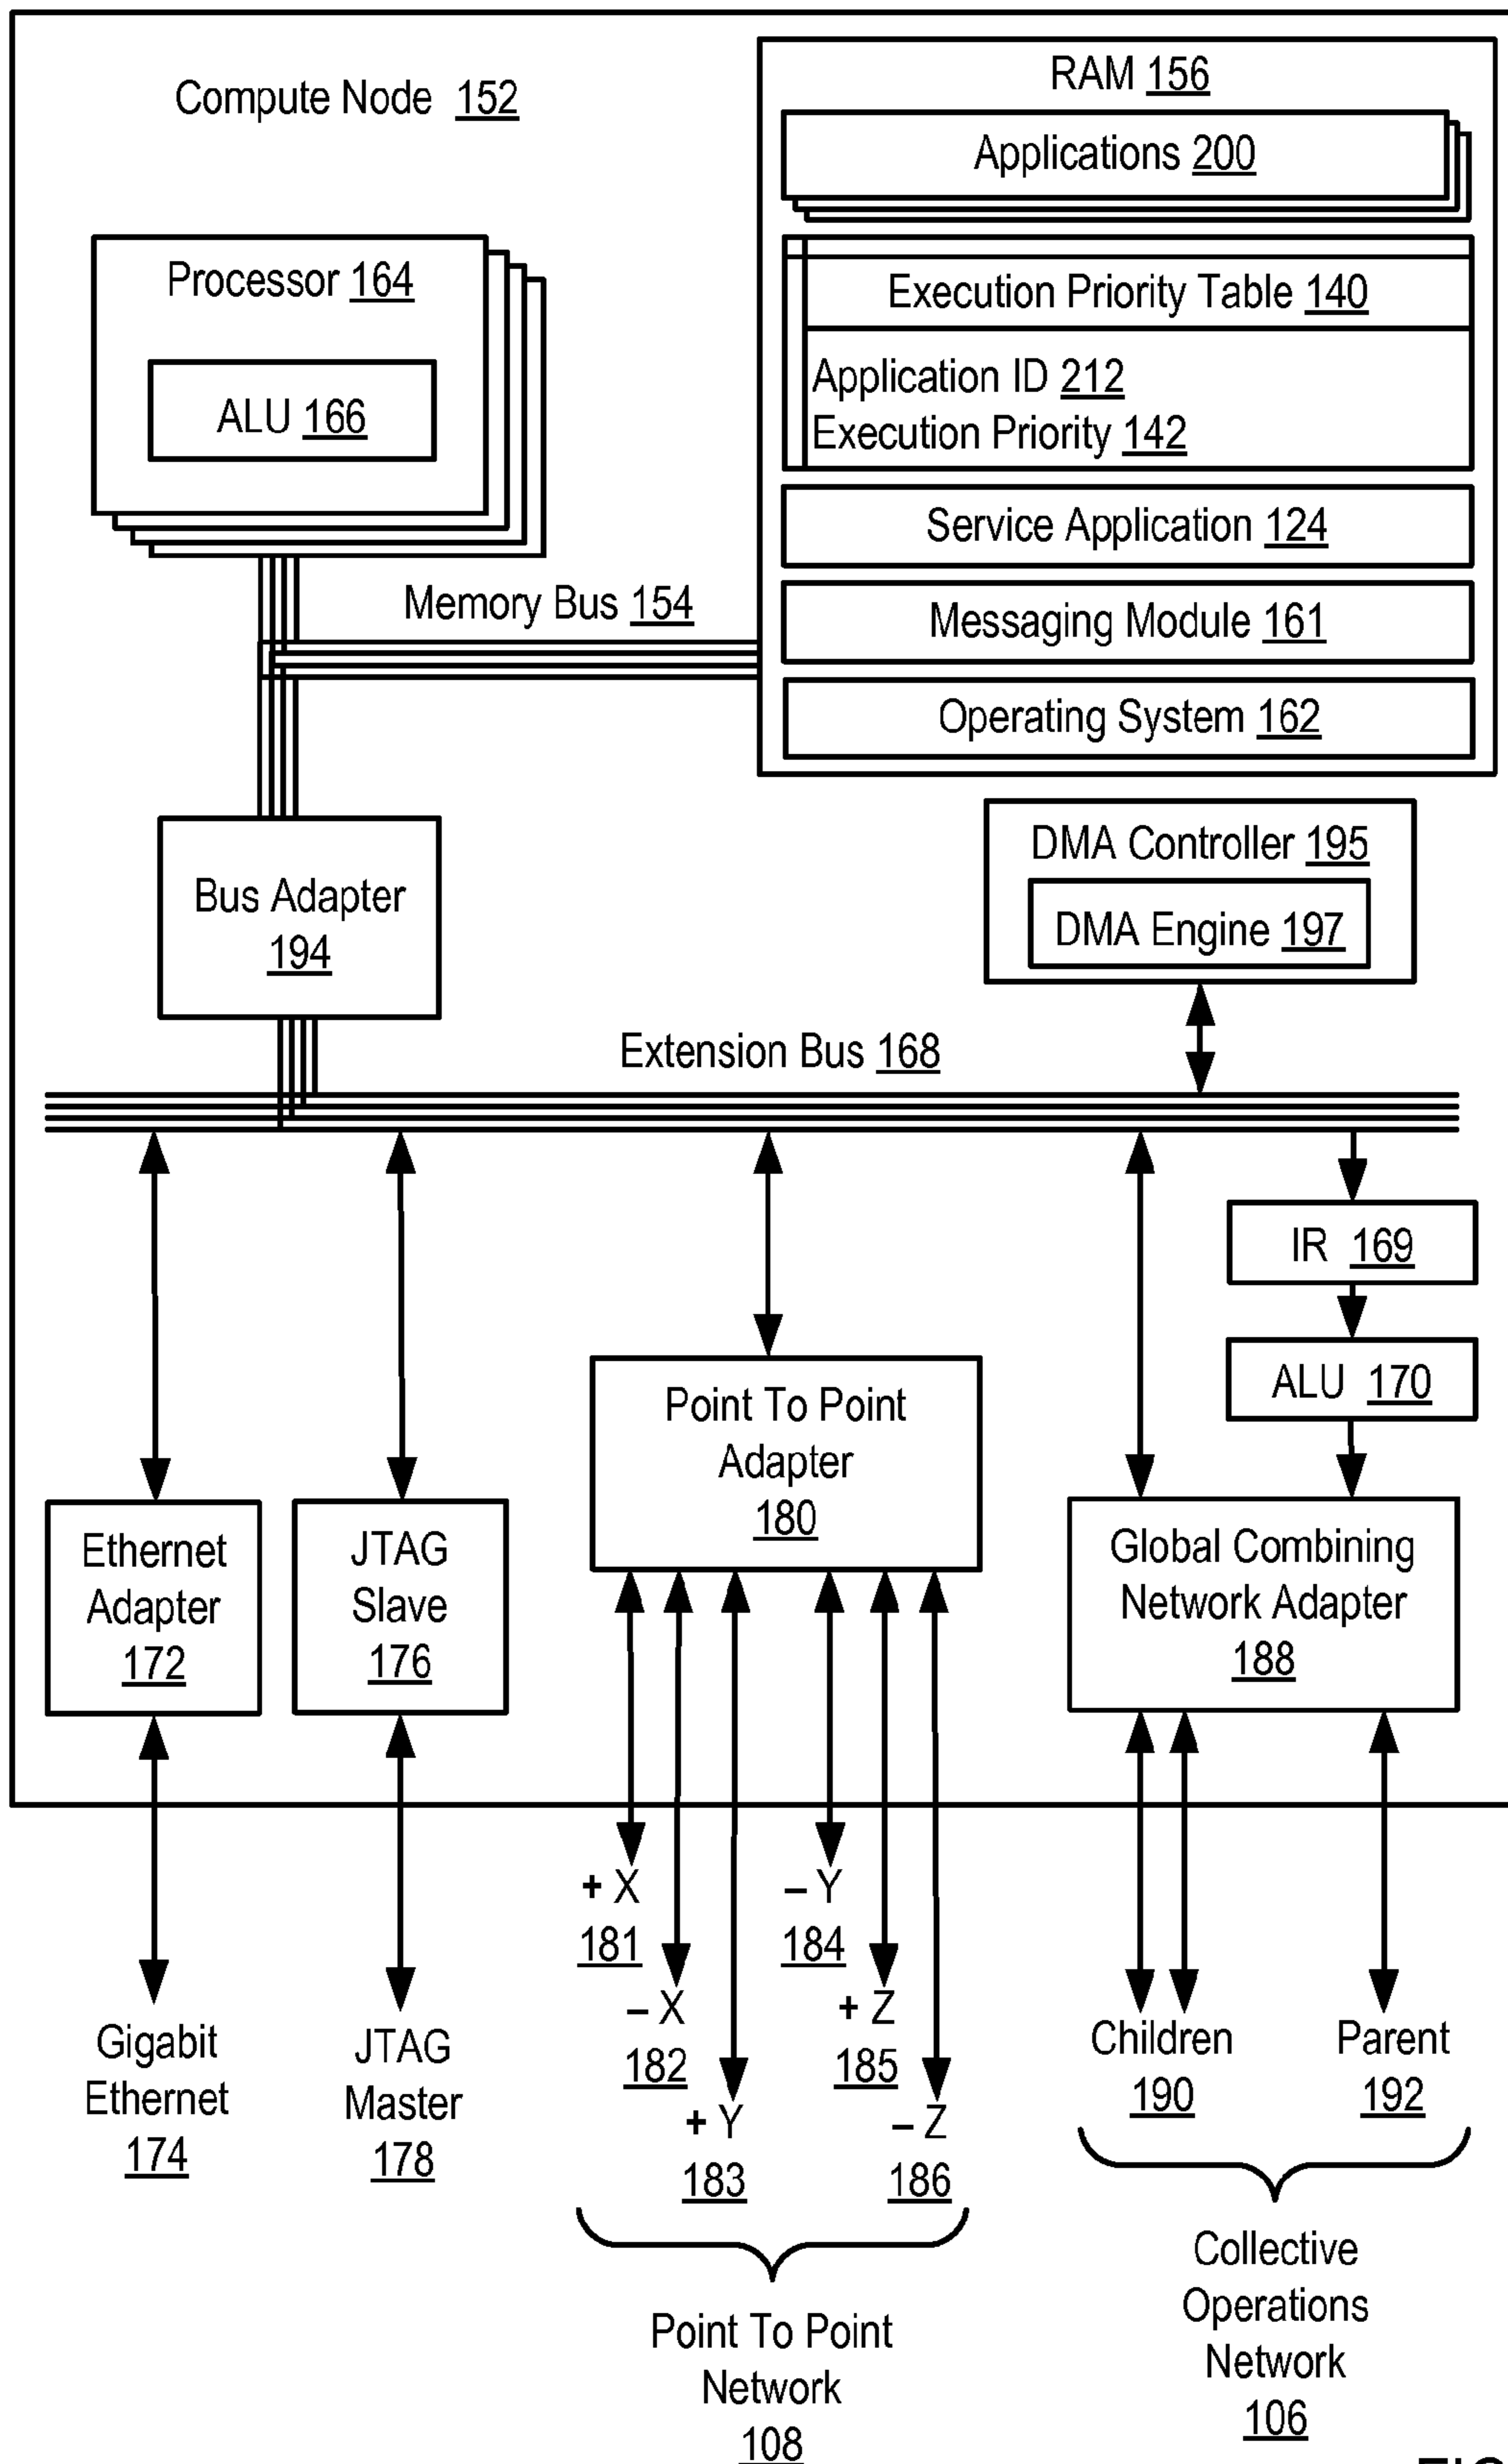 Compute Node 152
RAM 156
Applications 200
Execution Priority Table 140
Application ID 212
Execution Priority 142
Service Application 124
Messaging Module 161
Operating System 162
Processor 164
ALU 166
Memory Bus 154
Bus Adapter
194
DMA Controller 195
DMA Engine 197
Extension Bus 168
IR 169
ALU 170
Point To Point
Adapter
180
Ethernet
Adapter
172
JTAG
Slave
176
Global Combining
Network Adapter
188
+ X
181
– X
182
+ Y
183
– Y
184
+ Z
185
– Z
186
Gigabit
Ethernet
174
JTAG
Master
178
Children
190
Parent
192
Point To Point
Network
108
Collective
Operations
Network
106